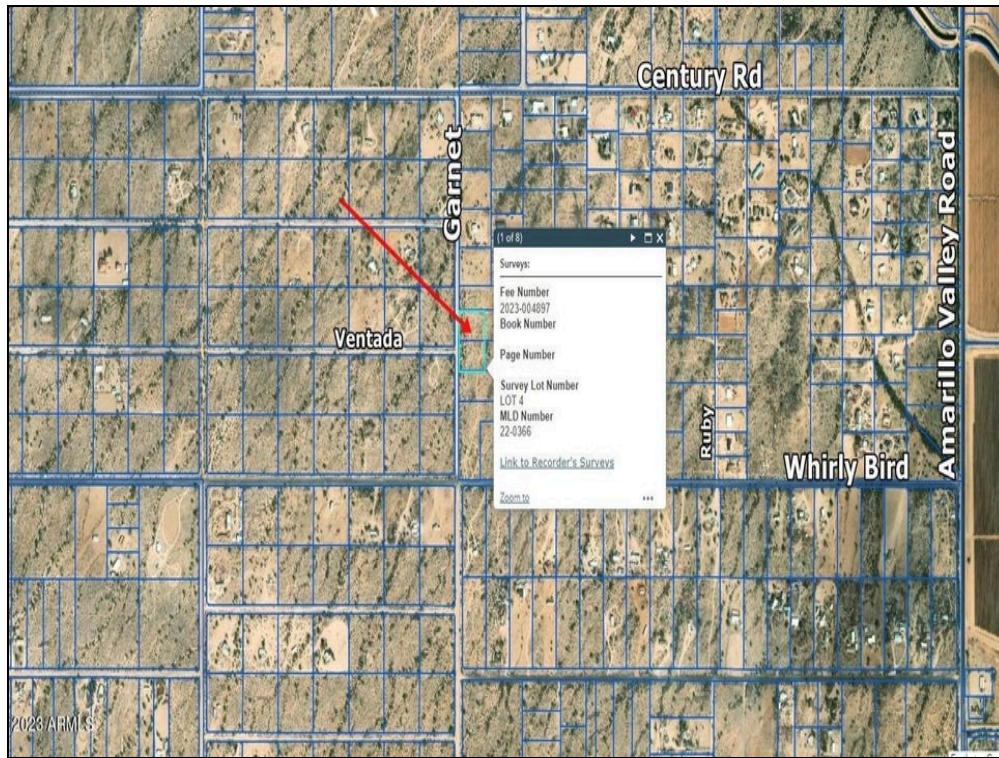 Century Rd
Garnet
Amarillo Valley Road
(1 of 8)
Surveys:
Fee Number
2023-004897
Book Number
Page Number
Survey Lot Number
LOT 4
MLD Number
22-0366
Link to Recorder's Surveys
Zoom to
Ventada
Ruby
Whirly Bird
2023 ARMLS